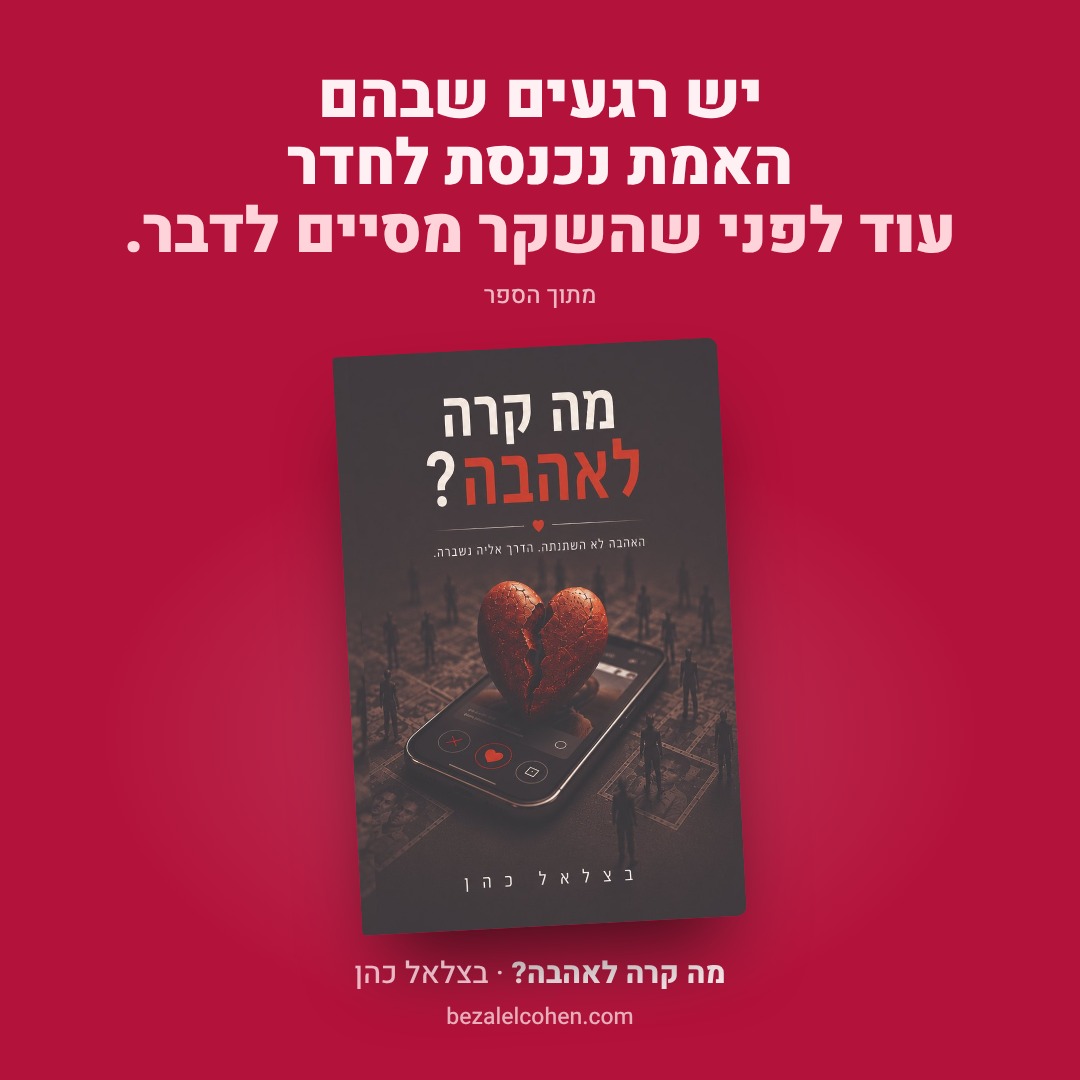 יש רגעים שבהם
האמת נכנסת לחדר
עוד לפני שהשקר מסיים לדבר.
מתוך הספר
מה קרה
לאהבה?
האהבה לא השתנתה. הדרך אליה נשברה.
בצלאל כהן
מה קרה לאהבה? · בצלאל כהן
bezalelcohen.com